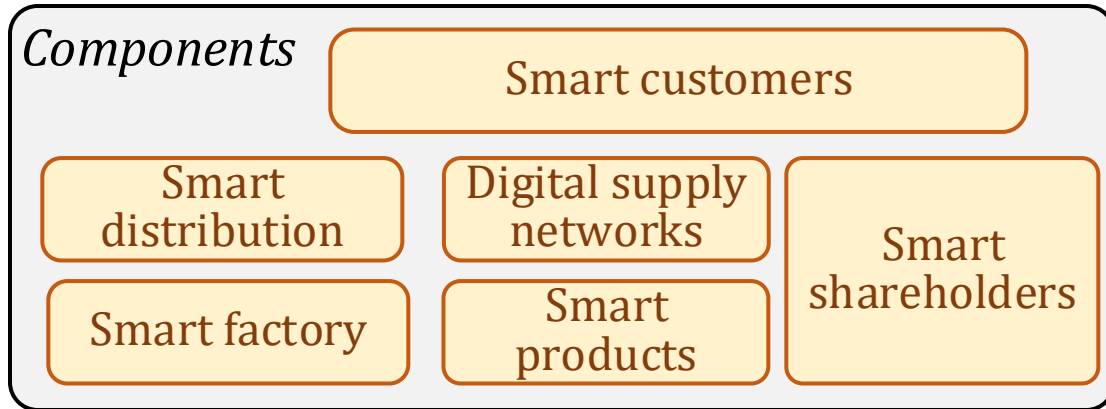 Components
Smart customers
Smart
distribution
Digital supply
networks
Smart
shareholders
Smart factory
Smart
products